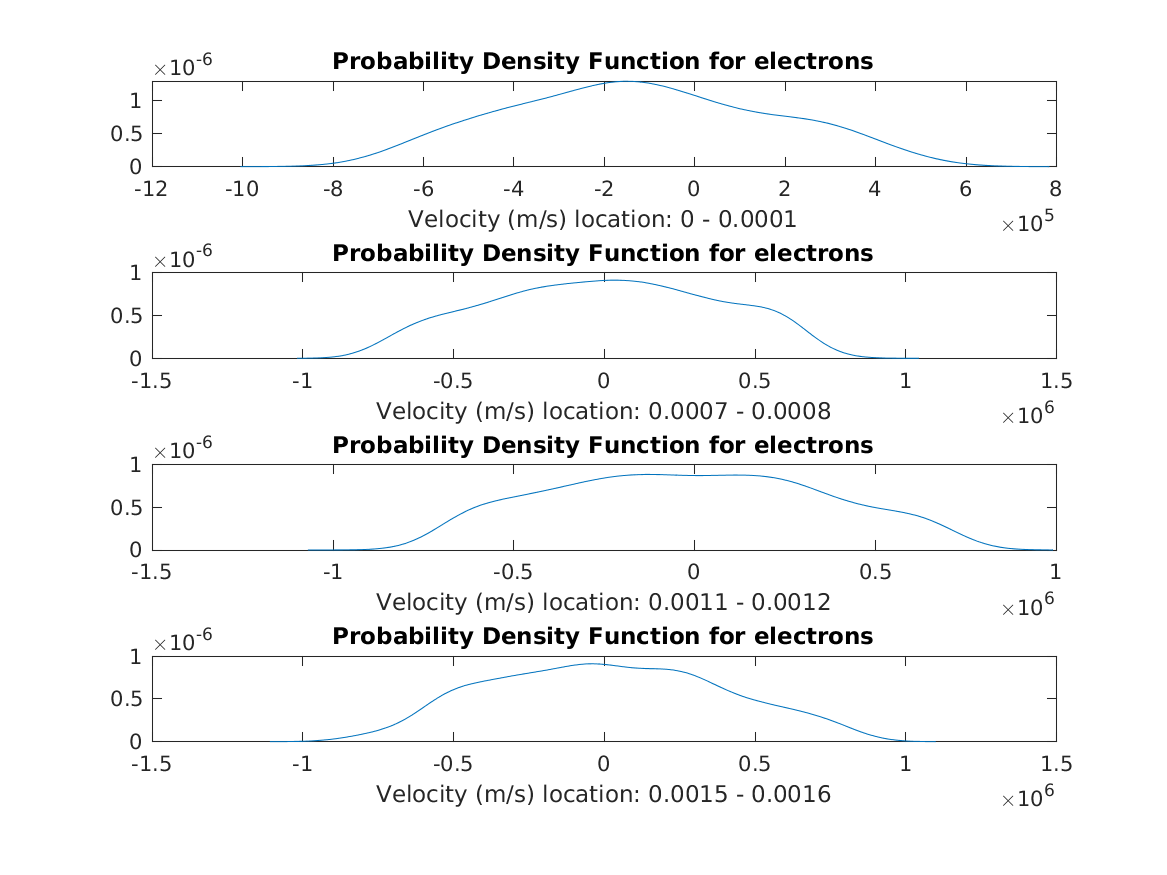 Probability Density Function for electrons
×10-6
1
0.5
0
-12 -10 -8 -6 -4 -2 0 2 4 6 8
Velocity (m/s) location: 0 - 0.0001
×105
Probability Density Function for electrons
×10-6
1
0.5
0
-1.5 -1 -0.5 0 0.5 1 1.5
Velocity (m/s) location: 0.0007 - 0.0008
×106
Probability Density Function for electrons
×10-6
1
0.5
0
-1.5 -1 -0.5 0 0.5 1
Velocity (m/s) location: 0.0011 - 0.0012
×106
Probability Density Function for electrons
×10-6
1
0.5
0
-1.5 -1 -0.5 0 0.5 1 1.5
Velocity (m/s) location: 0.0015 - 0.0016
×106